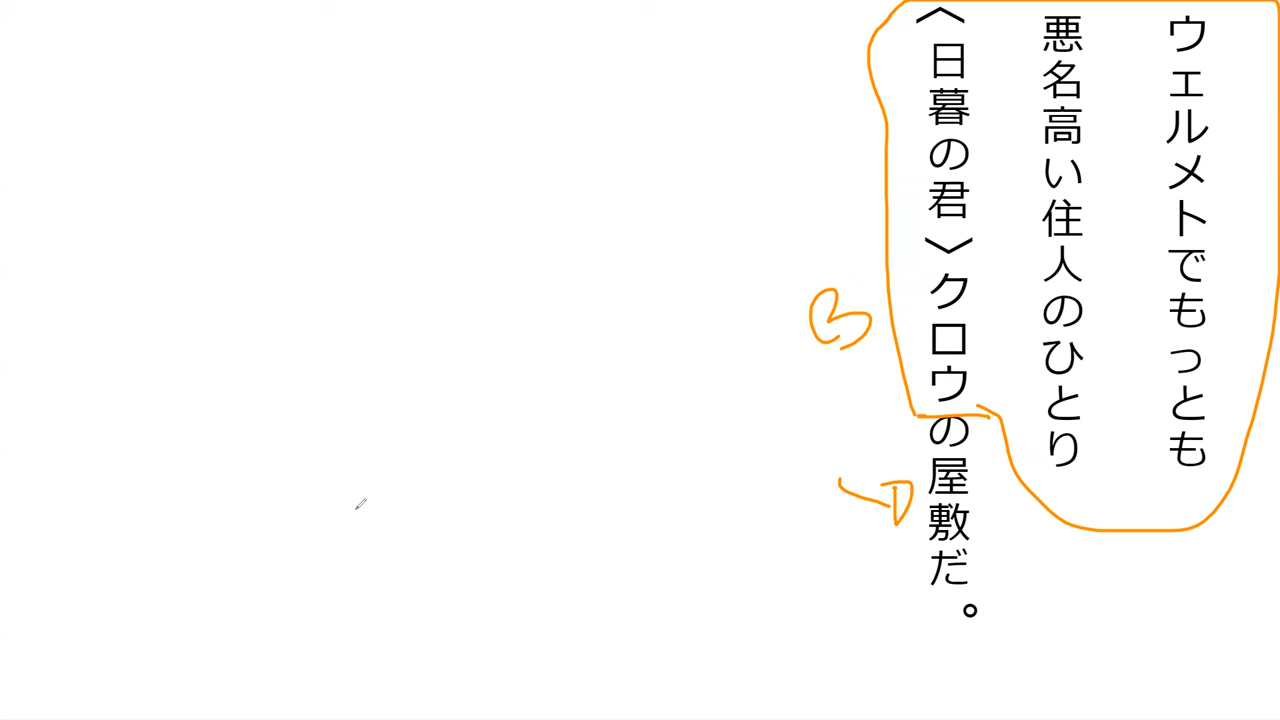 ウェルメトでもっとも
悪名高い住人のひとり
〈日暮の君〉クロウの屋敷だ。